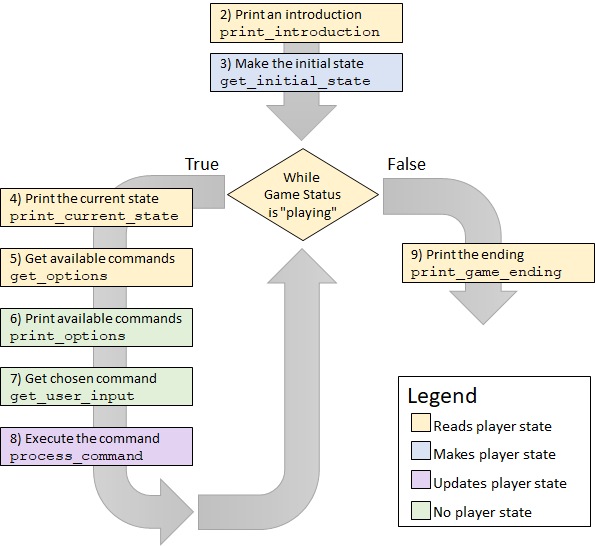 2) Print an introduction
print_introduction
3) Make the initial state
get_initial_state
True
While
Game Status
is "playing"
False
4) Print the current state
print_current_state
5) Get available commands
get_options
6) Print available commands
print_options
7) Get chosen command
get_user_input
8) Execute the command
process_command
9) Print the ending
print_game_ending
Legend
Reads player state
Makes player state
Updates player state
No player state